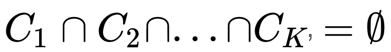 C₁ ∩ C₂∩…∩C_K, = ∅